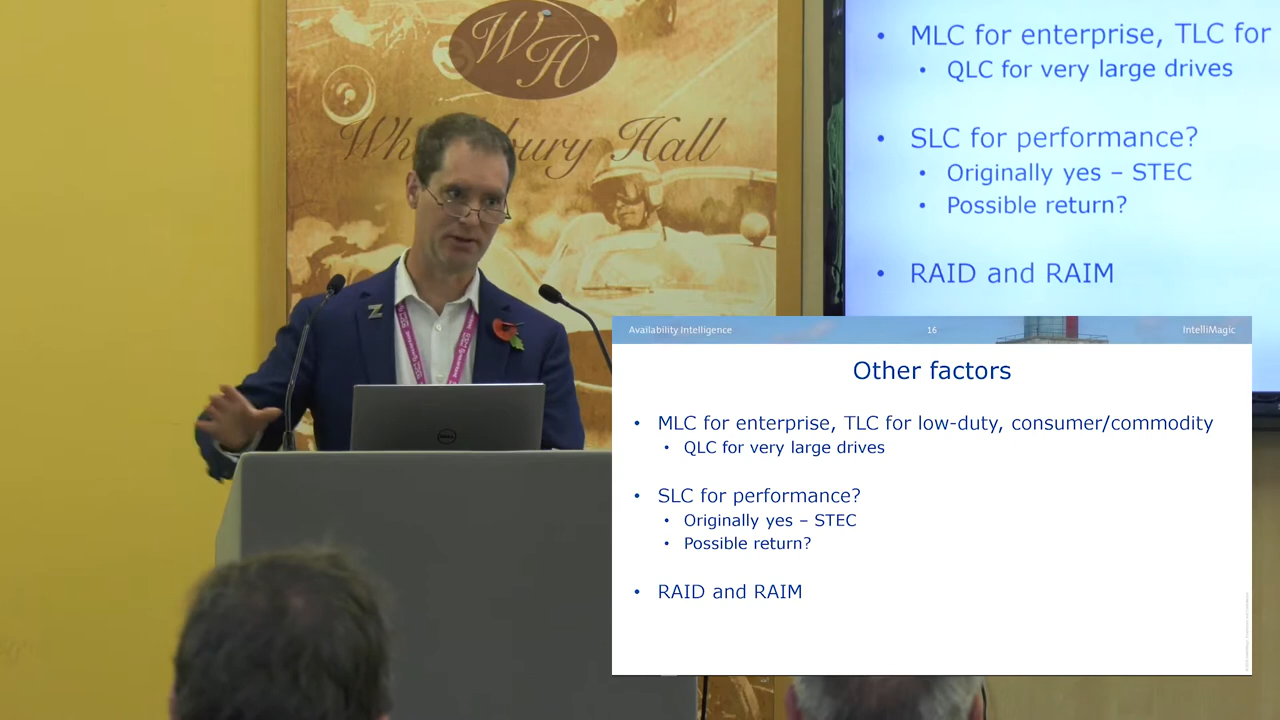 WH
MLC for enterprise, TLC for
QLC for very large drives
SLC for performance?
Originally yes – STEC
Possible return?
RAID and RAIM
Availability Intelligence 16 IntelliMagic
Other factors
• MLC for enterprise, TLC for low-duty, consumer/commodity
• QLC for very large drives
• SLC for performance?
• Originally yes – STEC
• Possible return?
• RAID and RAIM
Hall
Z
DELL